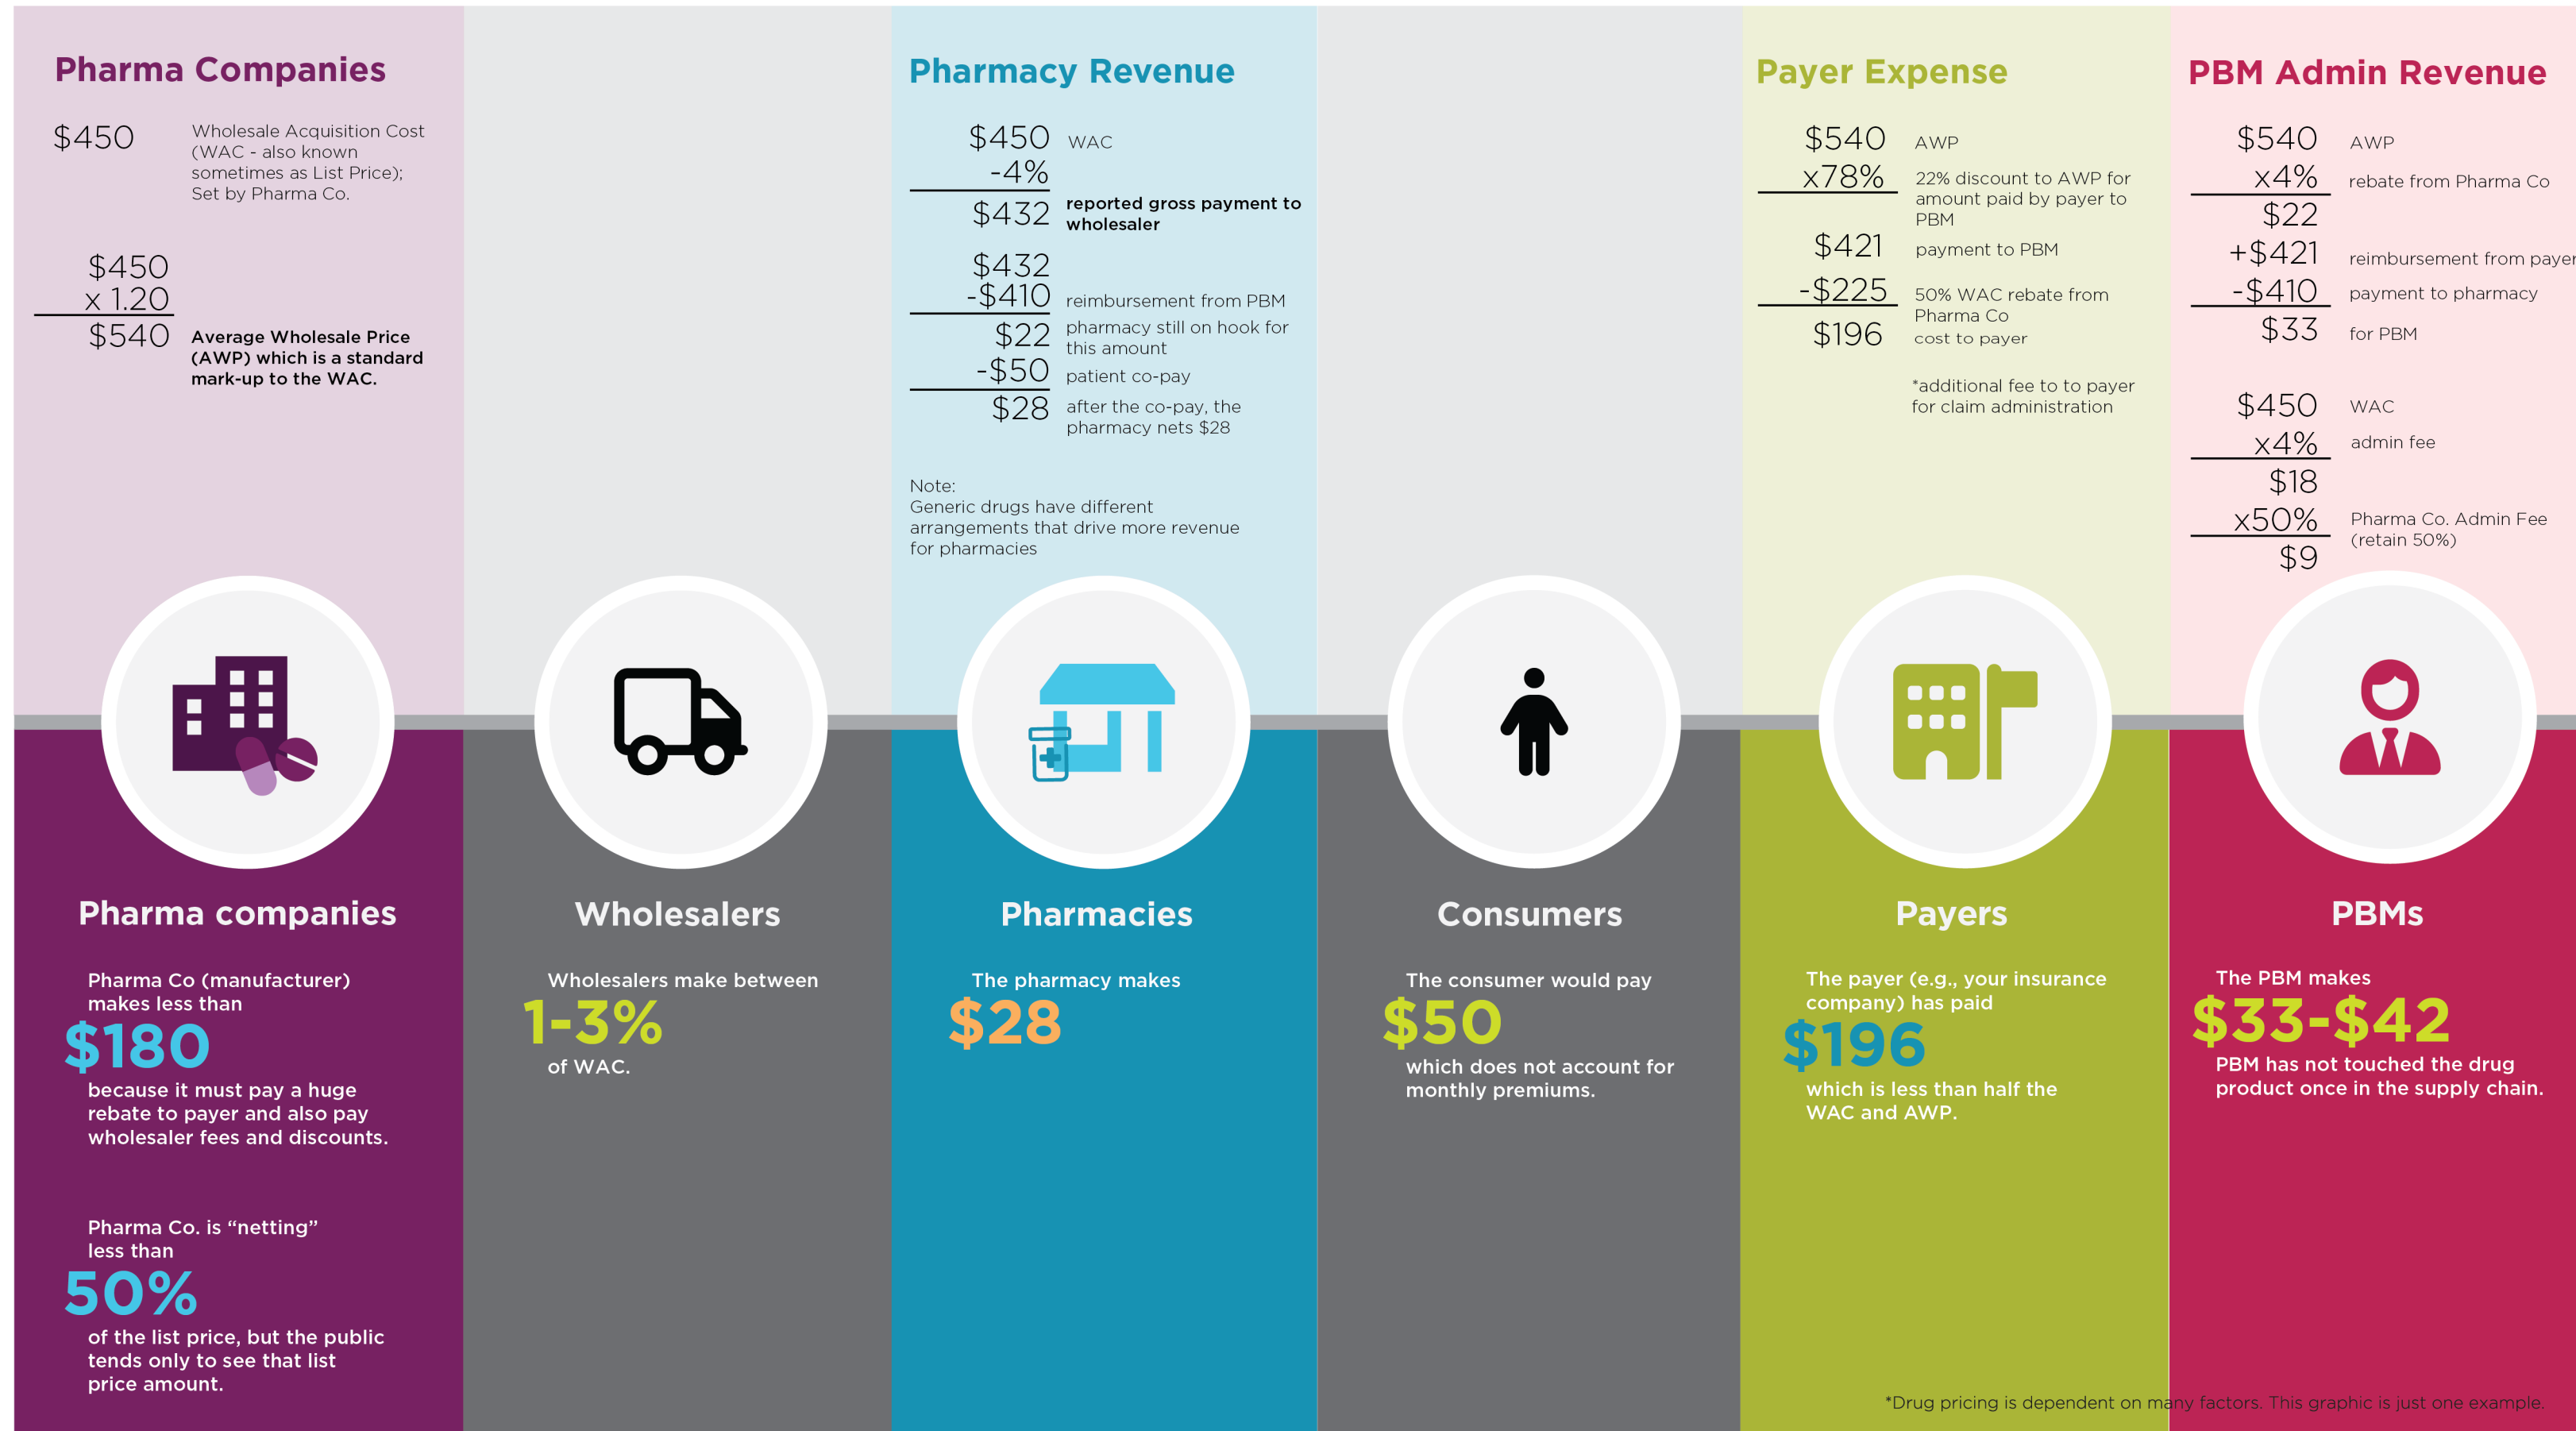 Pharma Companies
$450
Wholesale Acquisition Cost
(WAC - also known
sometimes as List Price);
Set by Pharma Co.
$450
x 1.20
$540
Average Wholesale Price
(AWP) which is a standard
mark-up to the WAC.
Pharmacy Revenue
$450 WAC
-4%
$432
reported gross payment to
wholesaler
$432
-$410 reimbursement from PBM
$22
pharmacy still on hook for
this amount
-$50 patient co-pay
$28
after the co-pay, the
pharmacy nets $28
Note:
Generic drugs have different
arrangements that drive more revenue
for pharmacies
Payer Expense
$540 AWP
x78%
22% discount to AWP for
amount paid by payer to
PBM
$421 payment to PBM
-$225
50% WAC rebate from
Pharma Co
$196 cost to payer
*additional fee to to payer
for claim administration
PBM Admin Revenue
$540 AWP
x4% rebate from Pharma Co
$22
+$421 reimbursement from payer
-$410 payment to pharmacy
$33 for PBM
$450 WAC
x4% admin fee
$18
x50%
Pharma Co. Admin Fee
(retain 50%)
$9
Pharma companies
Pharma Co (manufacturer)
makes less than
$180
because it must pay a huge
rebate to payer and also pay
wholesaler fees and discounts.
Pharma Co. is “netting”
less than
50%
of the list price, but the public
tends only to see that list
price amount.
Wholesalers
Wholesalers make between
1-3%
of WAC.
Pharmacies
The pharmacy makes
$28
Consumers
The consumer would pay
$50
which does not account for
monthly premiums.
Payers
The payer (e.g., your insurance
company) has paid
$196
which is less than half the
WAC and AWP.
PBMs
The PBM makes
$33-$42
PBM has not touched the drug
product once in the supply chain.
*Drug pricing is dependent on many factors. This graphic is just one example.